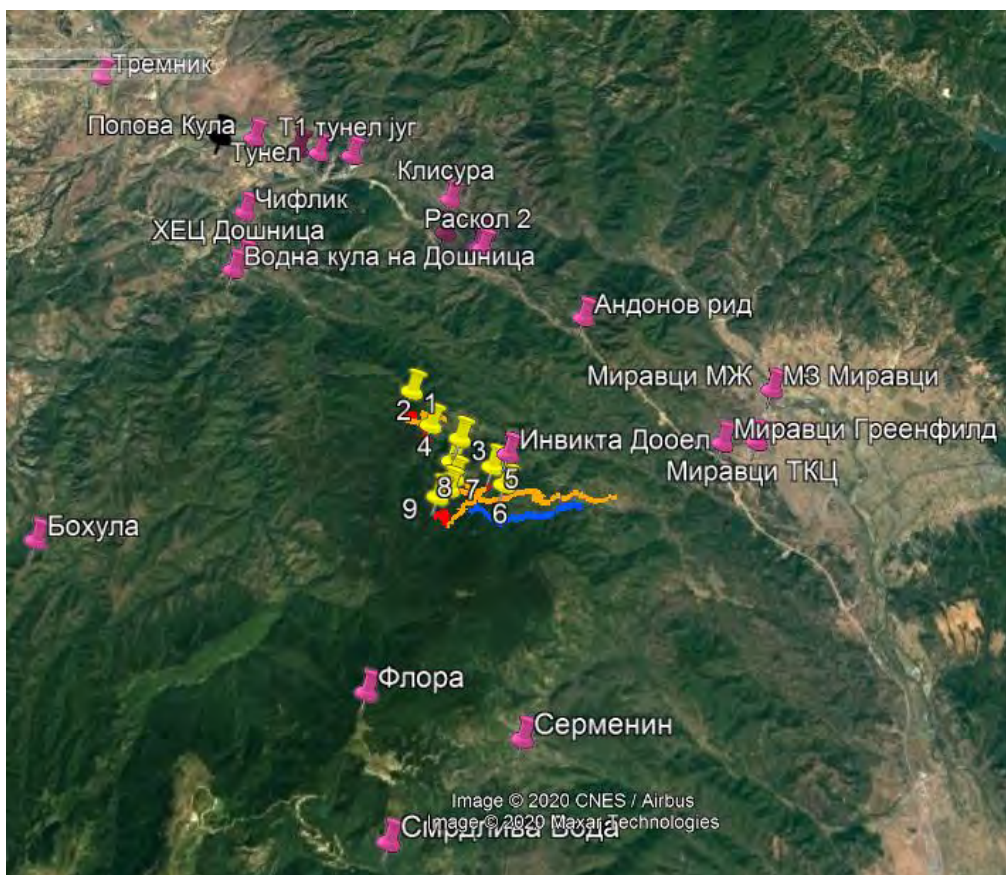 Тремник
Попова Кула
Т1 тунел југ
Тунел
Клисура
Чифлик
Раскол 2
ХЕЦ Дошница
Водна кула на Дошница
Андонов рид
Миравци МЖ
МЗ Миравци
1
2
4
3
Инвикта Дооел
Миравци Греенфилд
Миравци ТКЦ
8
7
5
9
6
Бохула
Флора
Серменин
Image © 2020 CNES / Airbus
Image © 2020 Maxar Technologies
Смрдлива Вода